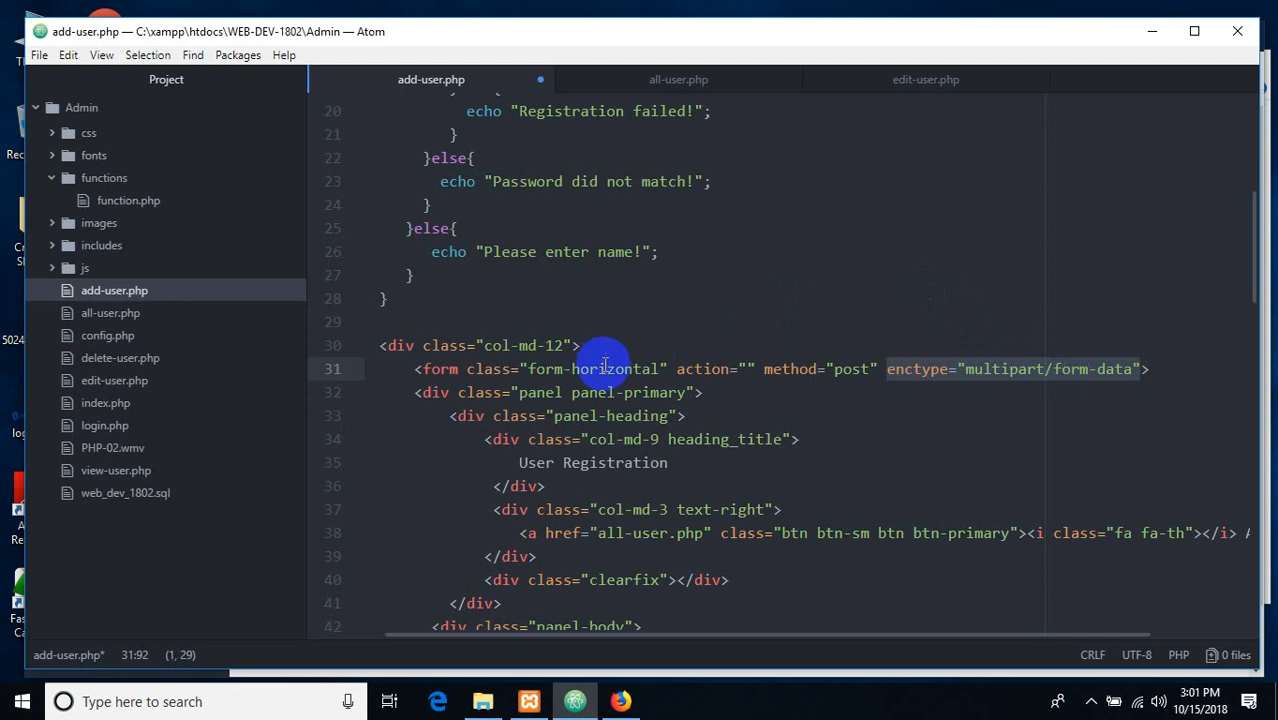 add-user.php — C:\xampp\htdocs\WEB-DEV-1802\Admin — Atom
File Edit View Selection Find Packages Help
Project
add-user.php
all-user.php
edit-user.php
Admin
css
fonts
functions
function.php
images
includes
js
add-user.php
all-user.php
config.php
delete-user.php
edit-user.php
index.php
login.php
PHP-02.wmv
view-user.php
web_dev_1802.sql
20 echo "Registration failed!";
21 }
22 }else{
23 echo "Password did not match!";
24 }
25 }else{
26 echo "Please enter name!";
27 }
28 }
29
30 <div class="col-md-12">
31 <form class="form-horizontal" action="" method="post" enctype="multipart/form-data">
32 <div class="panel panel-primary">
33 <div class="panel-heading">
34 <div class="col-md-9 heading_title">
35 User Registration
36 </div>
37 <div class="col-md-3 text-right">
38 <a href="all-user.php" class="btn btn-sm btn btn-primary"><i class="fa fa-th"></i> A
39 </div>
40 <div class="clearfix"></div>
41 </div>
42 <div class="panel-body">
add-user.php* 31:92 (1, 29) CRLF UTF-8 PHP 0 files
Type here to search
3:01 PM
10/15/2018